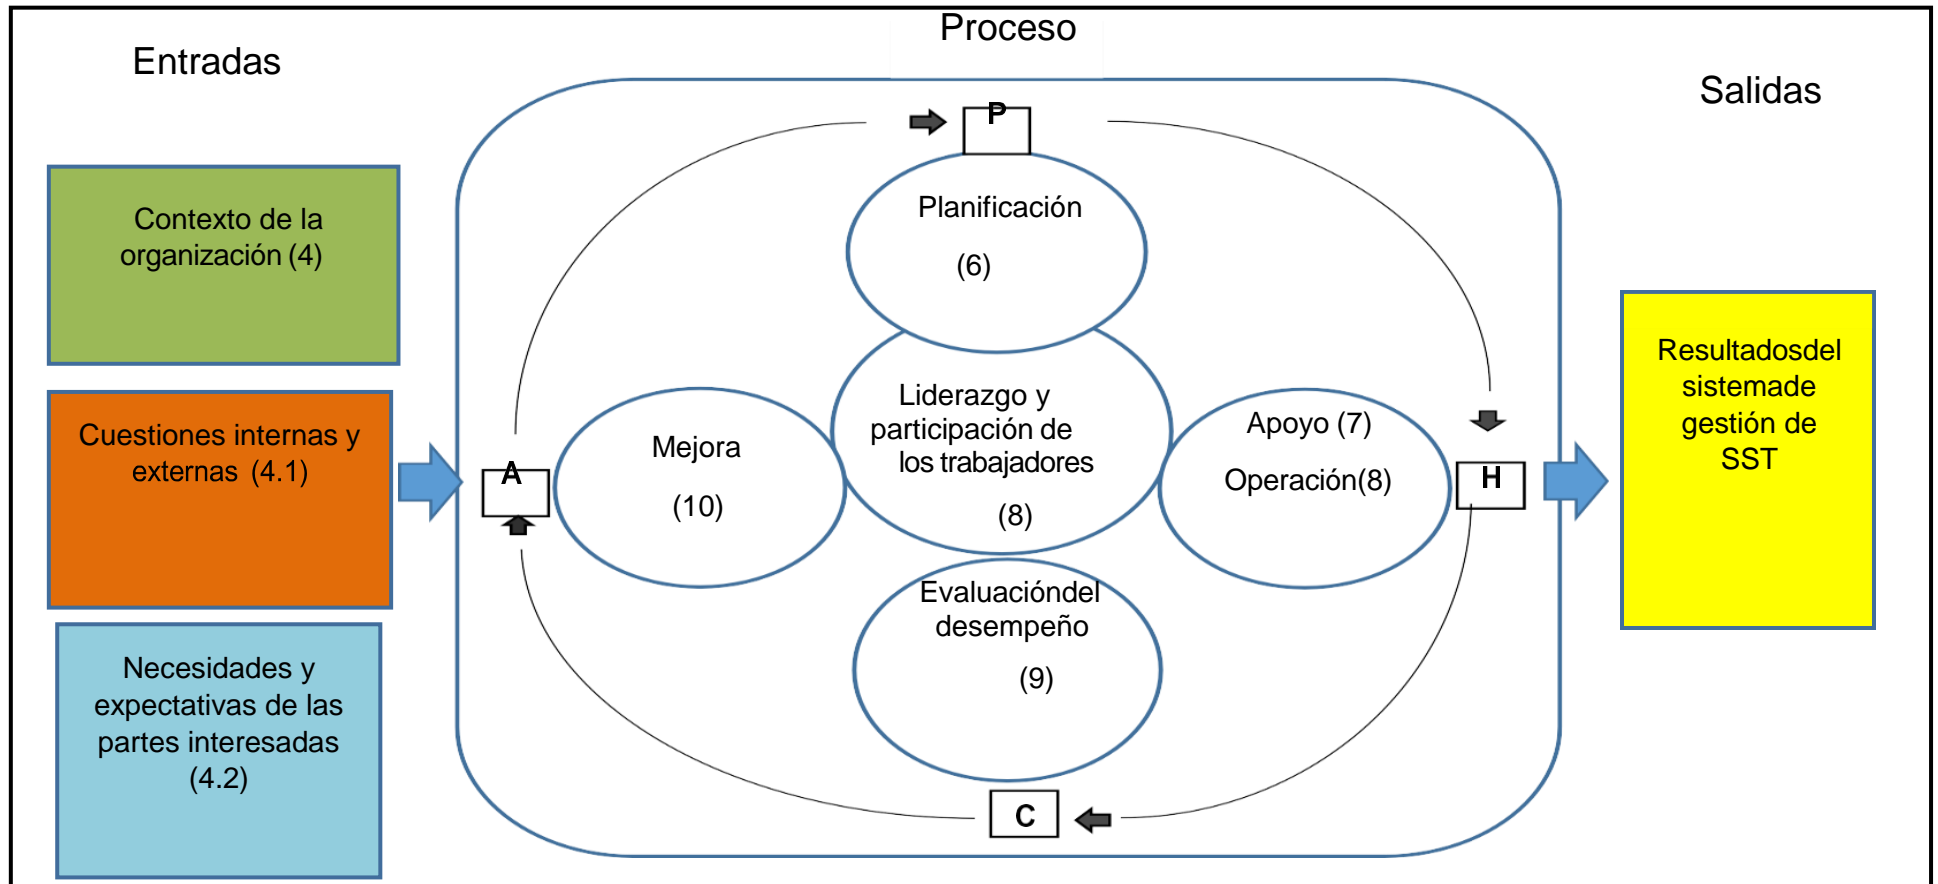 Proceso
Entradas
Salidas
Contexto de la
organización (4)
Cuestiones internas y
externas (4.1)
Necesidades y
expectativas de las
partes interesadas
(4.2)
P
Planificación
(6)
Liderazgo y
participación de
los trabajadores
(8)
Mejora
(10)
A
Apoyo (7)
Operación(8)
H
Evaluacióndel
desempeño
(9)
C
Resultadosdel
sistemade
gestión de
SST